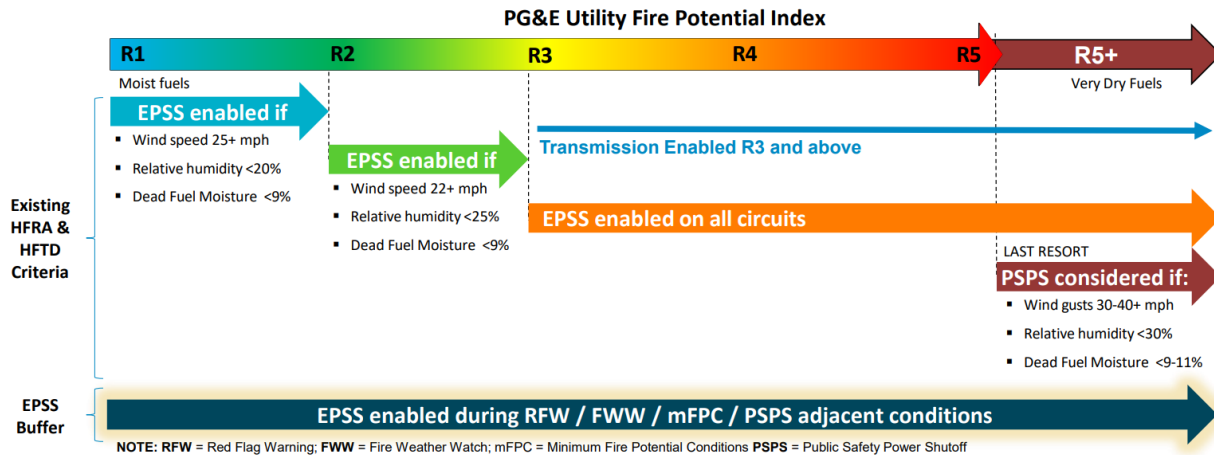 PG&E Utility Fire Potential Index
R1 R2 R3 R4 R5 R5+
Moist fuels
Very Dry Fuels
EPSS enabled if
▪ Wind speed 25+ mph
▪ Relative humidity <20%
▪ Dead Fuel Moisture <9%
EPSS enabled if
▪ Wind speed 22+ mph
▪ Relative humidity <25%
▪ Dead Fuel Moisture <9%
Transmission Enabled R3 and above
EPSS enabled on all circuits
LAST RESORT
PSPS considered if:
▪ Wind gusts 30-40+ mph
▪ Relative humidity <30%
▪ Dead Fuel Moisture <9-11%
Existing
HFRA &
HFTD
Criteria
EPSS
Buffer
EPSS enabled during RFW / FWW / mFPC / PSPS adjacent conditions
NOTE: RFW = Red Flag Warning; FWW = Fire Weather Watch; mFPC = Minimum Fire Potential Conditions PSPS = Public Safety Power Shutoff